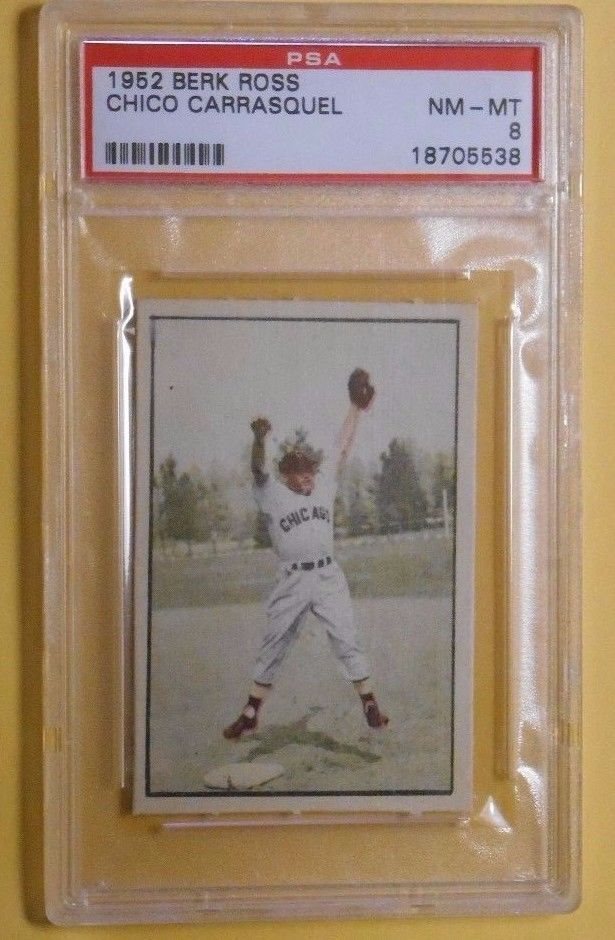 PSA
1952 BERK ROSS
CHICO CARRASQUEL
NM - MT
8
18705538
CHICAGO